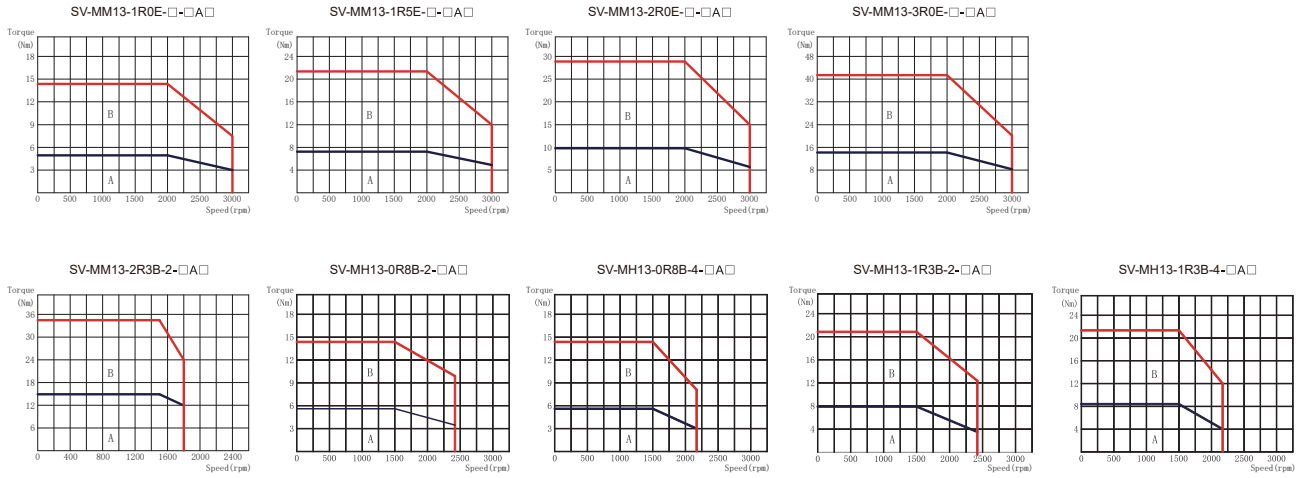 SV-MM13-1R0E-□-□A□
Torque
(Nm)
18
15
12
9
6
3
B
A
0 500 1000 1500 2000 2500 3000
Speed(rpm)
SV-MM13-1R5E-□-□A□
Torque
(Nm)
24
20
12
8
4
B
A
0 500 1000 1500 2000 2500 3000
Speed(rpm)
SV-MM13-2R0E-□-□A□
Torque
(Nm)
30
25
15
10
5
B
A
0 500 1000 1500 2000 2500 3000
Speed(rpm)
SV-MM13-3R0E-□-□A□
Torque
(Nm)
48
40
32
24
16
8
B
A
0 500 1000 1500 2000 2500 3000
Speed(rpm)
SV-MM13-2R3B-2-□A□
Torque
(Nm)
36
30
24
18
12
6
B
A
0 400 800 1200 1600 2000 2400
Speed(rpm)
SV-MH13-0R8B-2-□A□
Torque
(Nm)
18
15
12
9
6
3
B
A
0 500 1000 1500 2000 2500 3000
Speed(rpm)
SV-MH13-0R8B-4-□A□
Torque
(Nm)
18
15
12
9
6
3
B
A
0 500 1000 1500 2000 2500 3000
Speed(rpm)
SV-MH13-1R3B-2-□A□
Torque
(Nm)
24
20
16
12
8
4
B
A
0 500 1000 1500 2000 2500 3000
Speed(rpm)
SV-MH13-1R3B-4-□A□
Torque
(Nm)
24
20
16
12
8
4
B
A
0 500 1000 1500 2000 2500 3000
Speed(rpm)